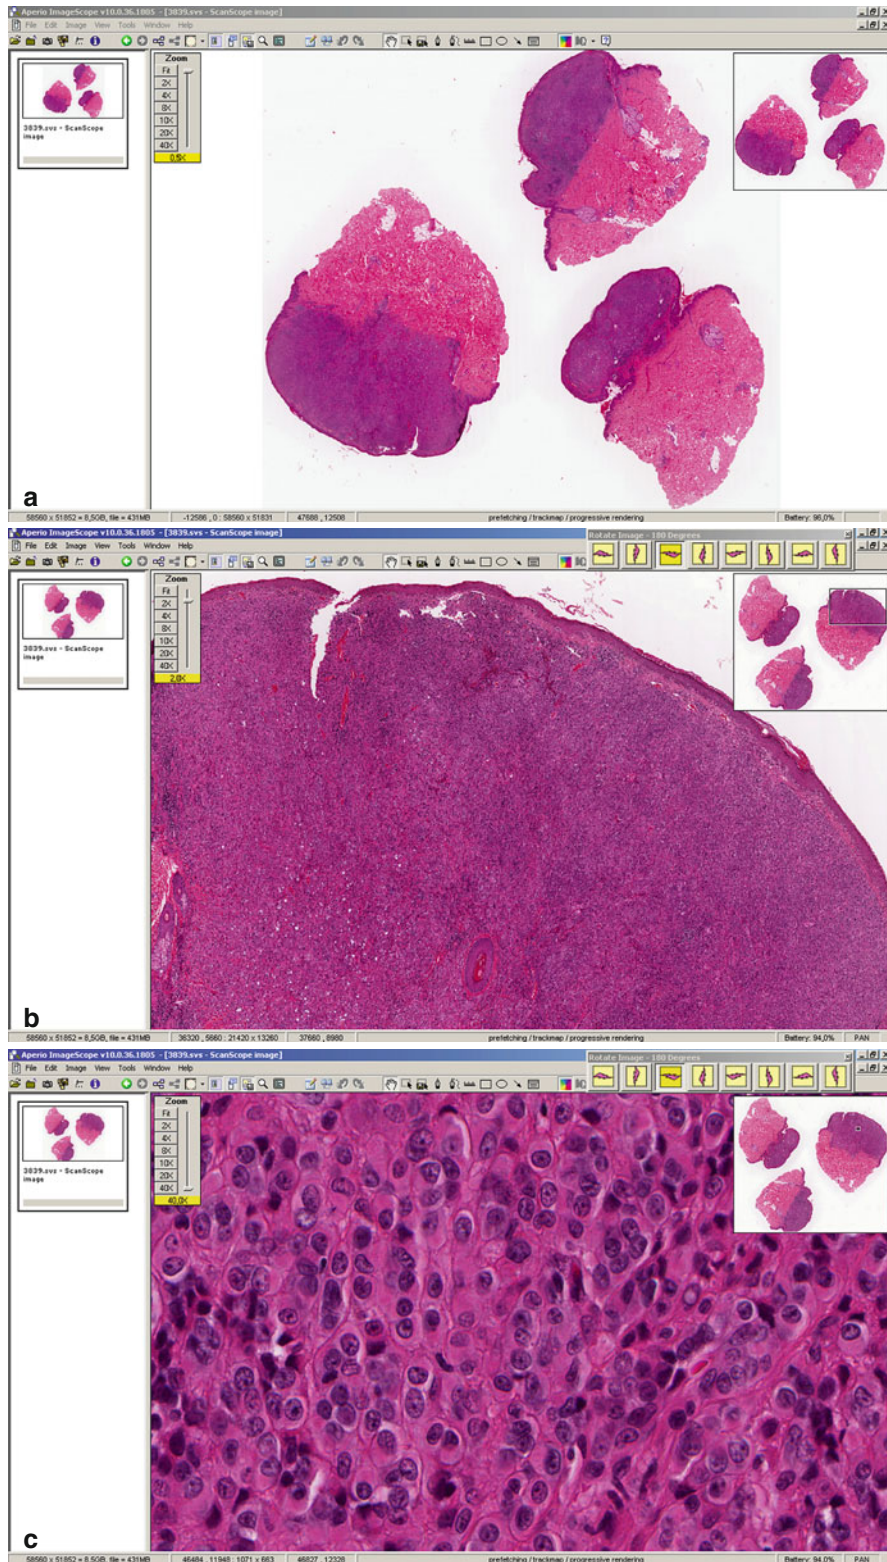 Aperio ImageScope v10.0.36.1805 - [3839.svs - ScanScope image]
File Edit Image View Tools Window Help
Zoom
Fit
2X
4X
8X
10X
20X
40X
0,5X
3839.svs - ScanScope
image
a
58560 x 51852 = 8,5GB, file = 431MB -12586 , 0 : 58560 x 51831 47688 , 12508 prefetching / trackmap / progressive rendering Battery: 96,0%
Aperio ImageScope v10.0.36.1805 - [3839.svs - ScanScope image]
Rotate Image - 180 Degrees
File Edit Image View Tools Window Help
Zoom
Fit
2X
4X
8X
10X
20X
40X
2,0X
3839.svs - ScanScope
image
b
58560 x 51852 = 8,5GB, file = 431MB 36320 , 5660 : 21420 x 13260 37660 , 8980 prefetching / trackmap / progressive rendering Battery: 94,0% PAN
Aperio ImageScope v10.0.36.1805 - [3839.svs - ScanScope image]
Rotate Image - 180 Degrees
File Edit Image View Tools Window Help
Zoom
Fit
2X
4X
8X
10X
20X
40X
40,0X
3839.svs - ScanScope
image
c
58560 x 51852 = 8,5GB, file = 431MB 46484 , 11948 : 1071 x 663 46827 , 12328 prefetching / trackmap / progressive rendering Battery: 94,0% PAN